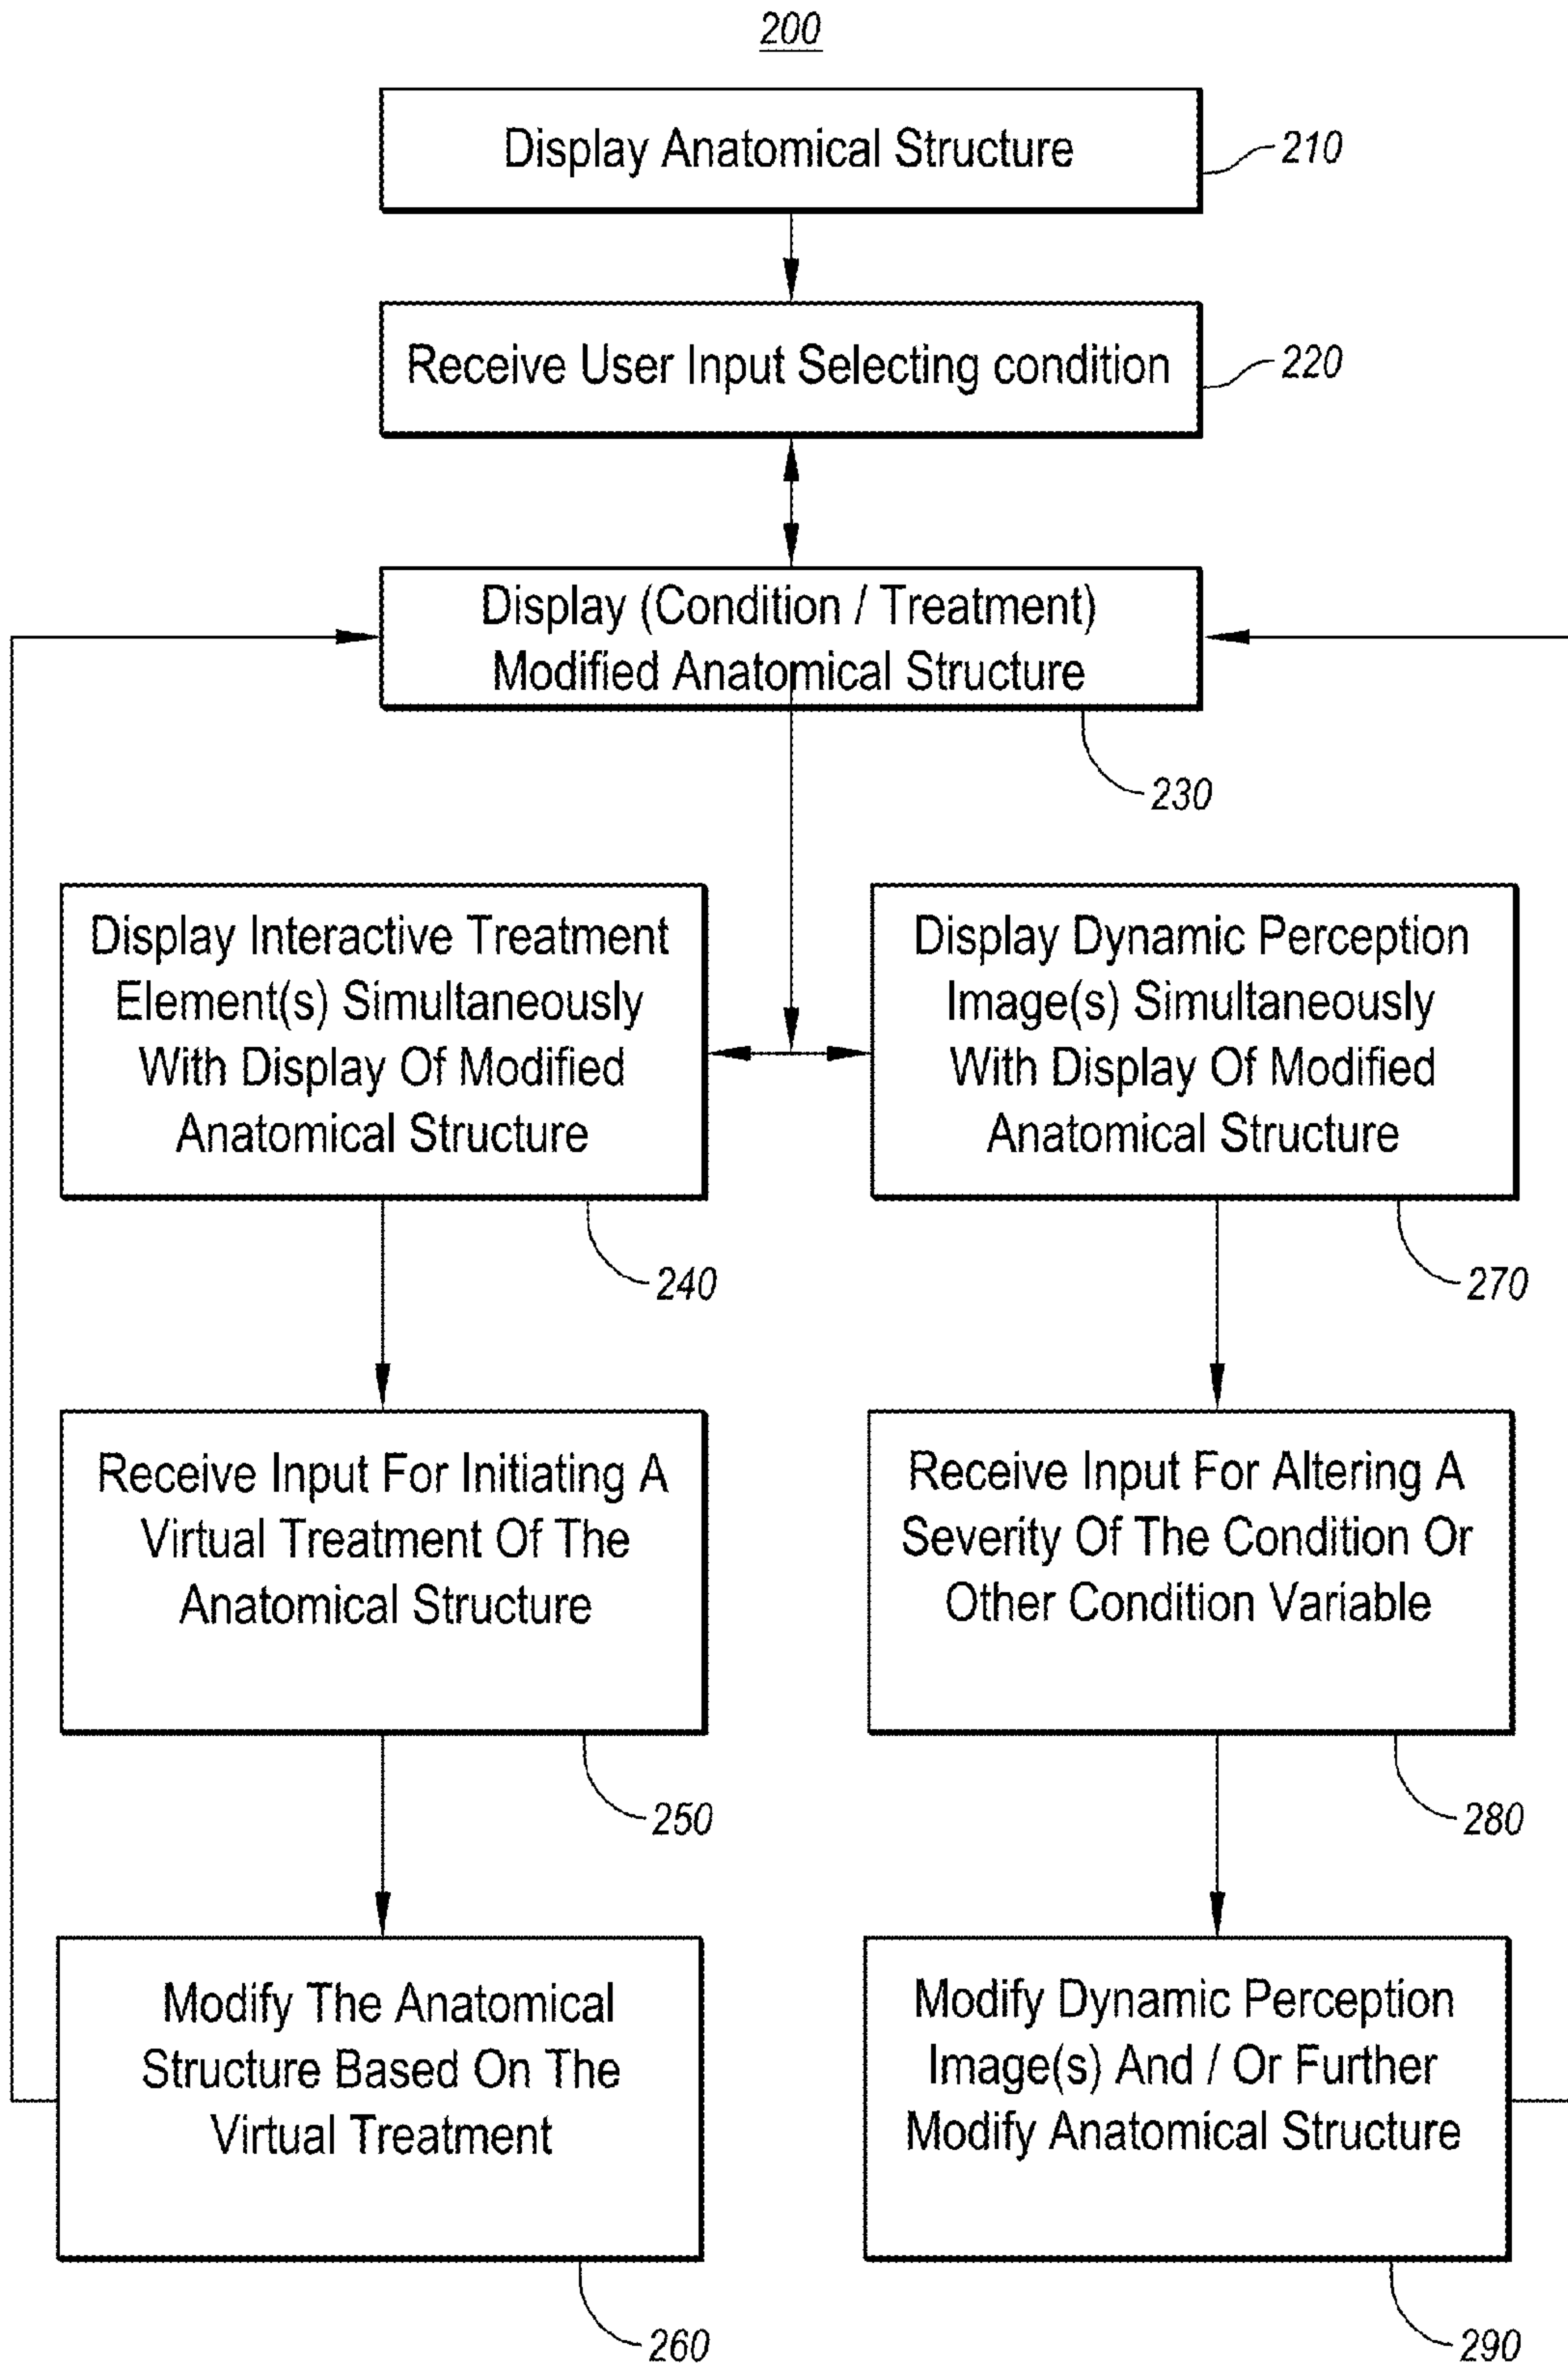 200
Display Anatomical Structure
210
Receive User Input Selecting condition
220
Display (Condition / Treatment)
Modified Anatomical Structure
230
Display Interactive Treatment
Element(s) Simultaneously
With Display Of Modified
Anatomical Structure
240
Display Dynamic Perception
Image(s) Simultaneously
With Display Of Modified
Anatomical Structure
270
Receive Input For Initiating A
Virtual Treatment Of The
Anatomical Structure
250
Receive Input For Altering A
Severity Of The Condition Or
Other Condition Variable
280
Modify The Anatomical
Structure Based On The
Virtual Treatment
260
Modify Dynamic Perception
Image(s) And / Or Further
Modify Anatomical Structure
290